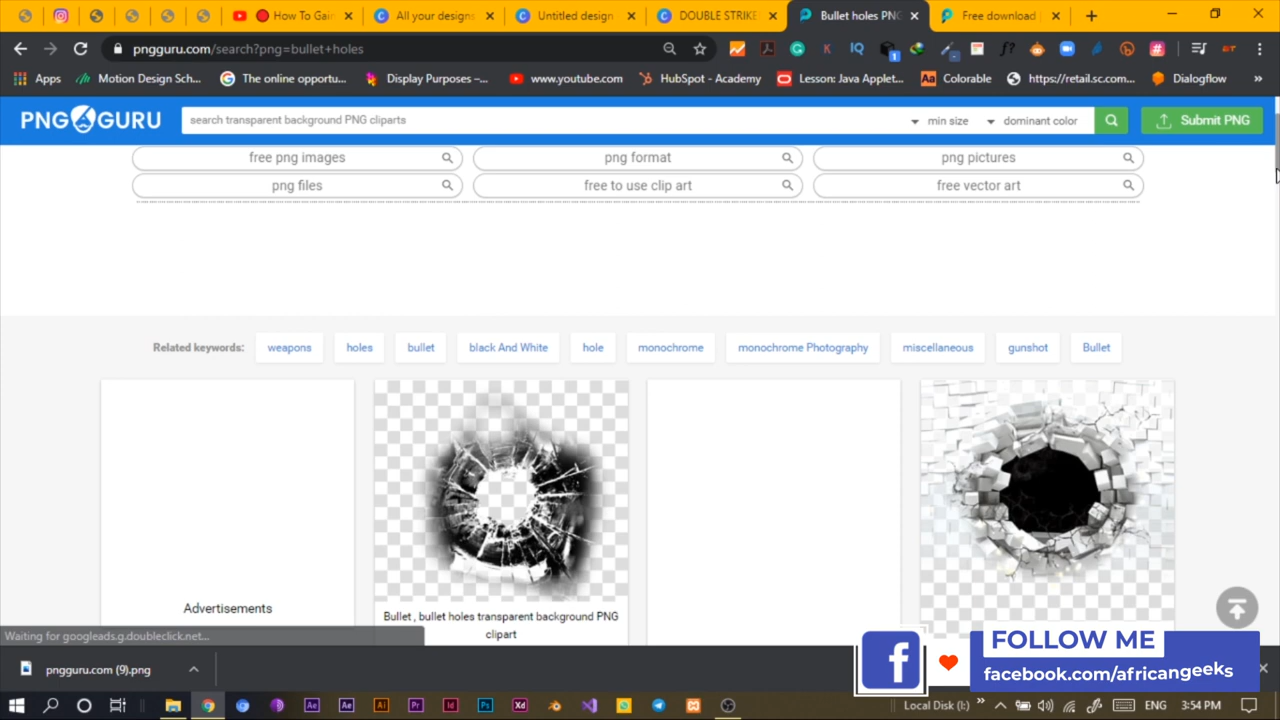 How To Gain
All your designs
Untitled design
DOUBLE STRIKE
Bullet holes PNG
Free download |
pngguru.com/search?png=bullet+holes
Apps
Motion Design Sch...
The online opportu...
Display Purposes –...
www.youtube.com
HubSpot - Academy
Lesson: Java Applet...
Colorable
https://retail.sc.com...
Dialogflow
PNG GURU
search transparent background PNG cliparts
min size
dominant color
Submit PNG
free png images
png format
png pictures
png files
free to use clip art
free vector art
Related keywords:
weapons
holes
bullet
black And White
hole
monochrome
monochrome Photography
miscellaneous
gunshot
Bullet
Advertisements
Bullet , bullet holes transparent background PNG
clipart
Waiting for googleads.g.doubleclick.net...
pngguru.com (9).png
FOLLOW ME
facebook.com/africangeeks
Local Disk (I:)
ENG
3:54 PM